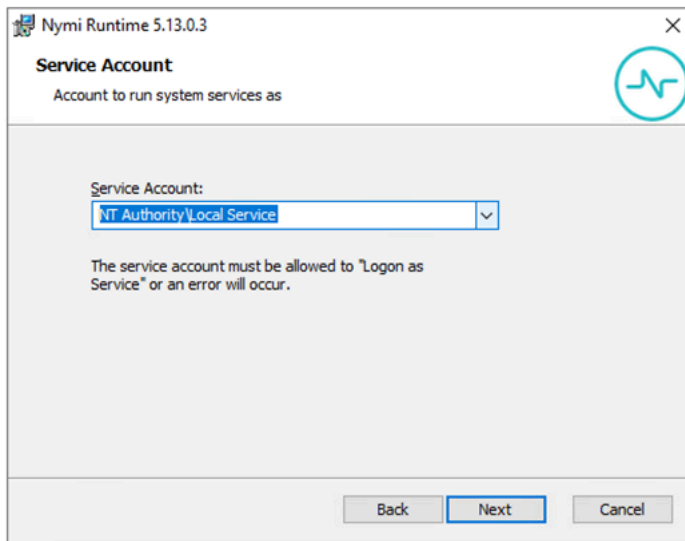 Nymi Runtime 5.13.0.3
Service Account
Account to run system services as
Service Account:
NT Authority\Local Service
The service account must be allowed to "Logon as
Service" or an error will occur.
Back
Next
Cancel